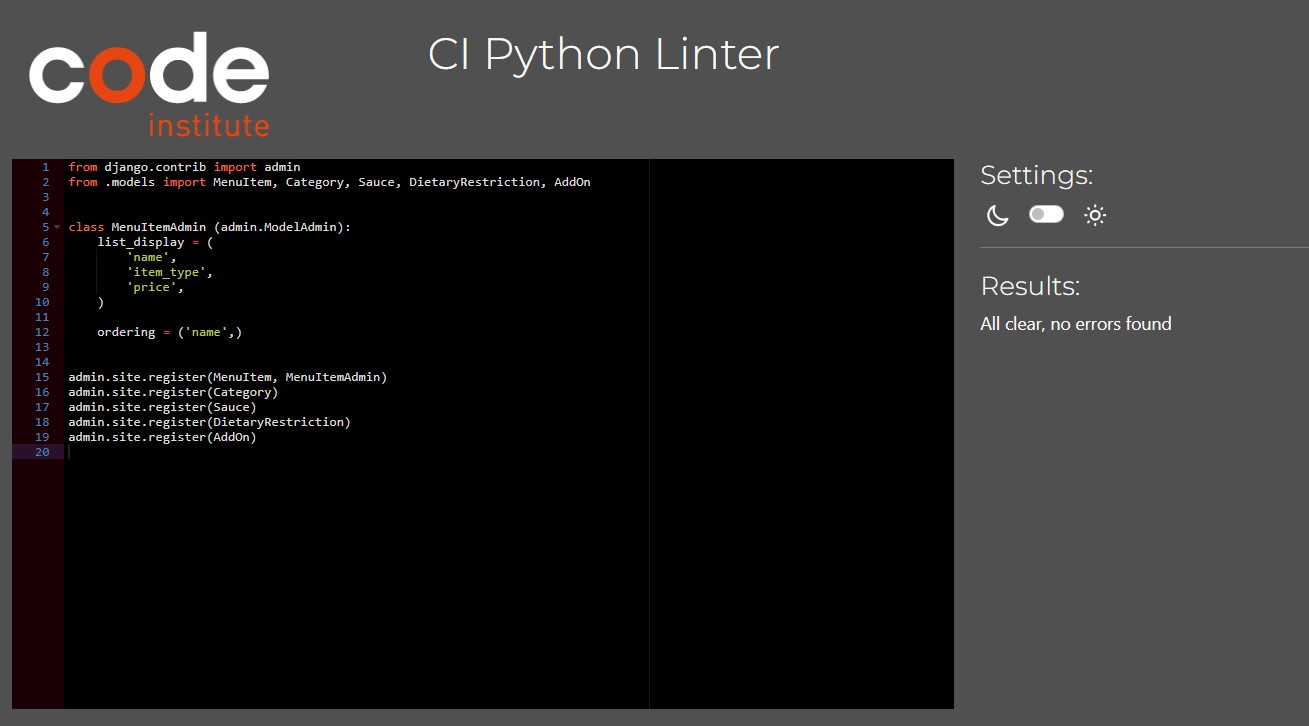 code
institute
CI Python Linter
1 from django.contrib import admin
2 from .models import MenuItem, Category, Sauce, DietaryRestriction, AddOn
3
4
5 class MenuItemAdmin (admin.ModelAdmin):
6     list_display = (
7         'name',
8         'item_type',
9         'price',
10     )
11
12     ordering = ('name',)
13
14
15 admin.site.register(MenuItem, MenuItemAdmin)
16 admin.site.register(Category)
17 admin.site.register(Sauce)
18 admin.site.register(DietaryRestriction)
19 admin.site.register(AddOn)
20
Settings:
Results:
All clear, no errors found